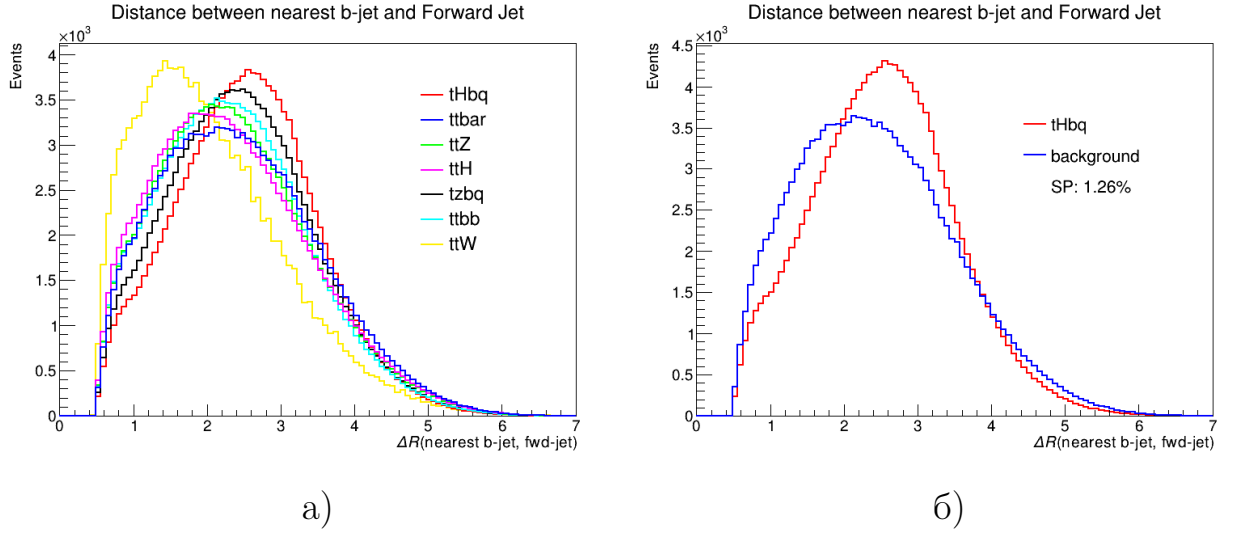 Distance between nearest b-jet and Forward Jet
×10³
Events
4
3.5
3
2.5
2
1.5
1
0.5
0
tHbq
ttbar
ttZ
ttH
tzbq
ttbb
ttW
0 1 2 3 4 5 6 7
ΔR(nearest b-jet, fwd-jet)
а)
Distance between nearest b-jet and Forward Jet
×10³
Events
4.5
4
3.5
3
2.5
2
1.5
1
0.5
0
tHbq
background
SP: 1.26%
0 1 2 3 4 5 6 7
ΔR(nearest b-jet, fwd-jet)
б)